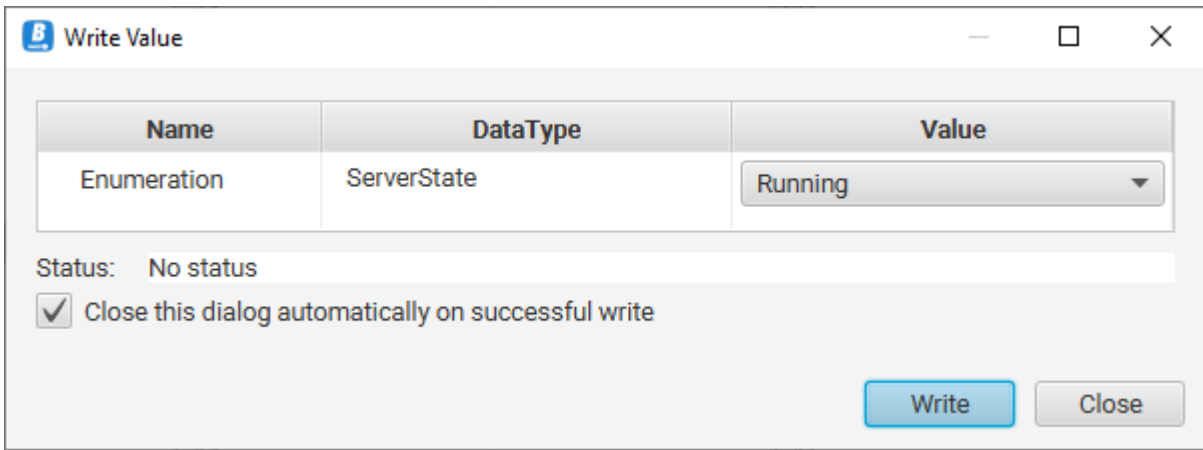 Write Value
Name DataType Value
Enumeration ServerState Running
Status: No status
Close this dialog automatically on successful write
Write Close